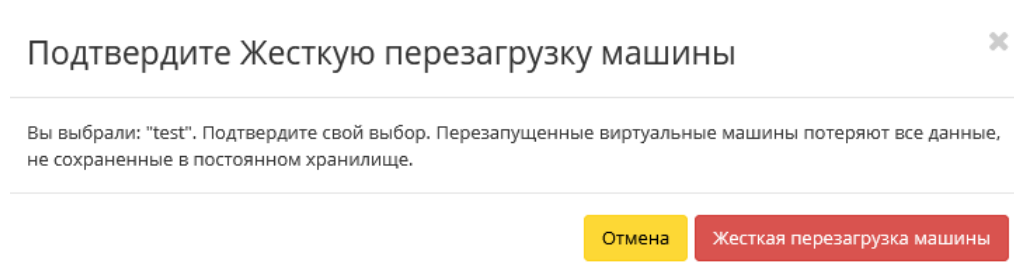 Подтвердите Жесткую перезагрузку машины
Вы выбрали: "test". Подтвердите свой выбор. Перезапущенные виртуальные машины потеряют все данные,
не сохраненные в постоянном хранилище.
Отмена
Жесткая перезагрузка машины